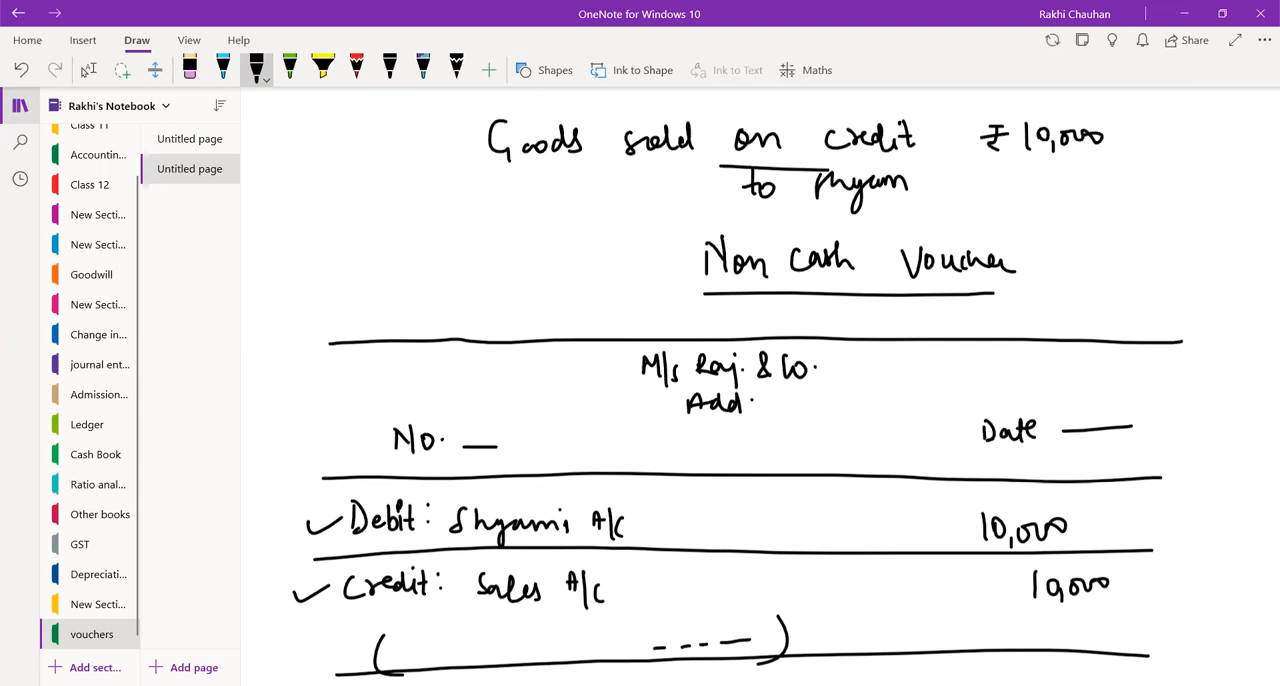 OneNote for Windows 10
Rakhi Chauhan
Home Insert Draw View Help
Share
Shapes Ink to Shape Ink to Text Maths
Rakhi's Notebook
Class 11
Accountin...
Class 12
New Secti...
New Secti...
Goodwill
New Secti...
Change in...
journal ent...
Admission...
Ledger
Cash Book
Ratio anal...
Other books
GST
Depreciati...
New Secti...
vouchers
Add sect...
Untitled page
Untitled page
Add page
Goods sold on credit ₹ 10,000
to Shyam
Non Cash Voucher
M/s Raj. & Co.
Add.
No. __ Date __
✓ Debit: Shyam's A/C 10,000
✓ Credit: Sales A/C 10,000
( ---- )